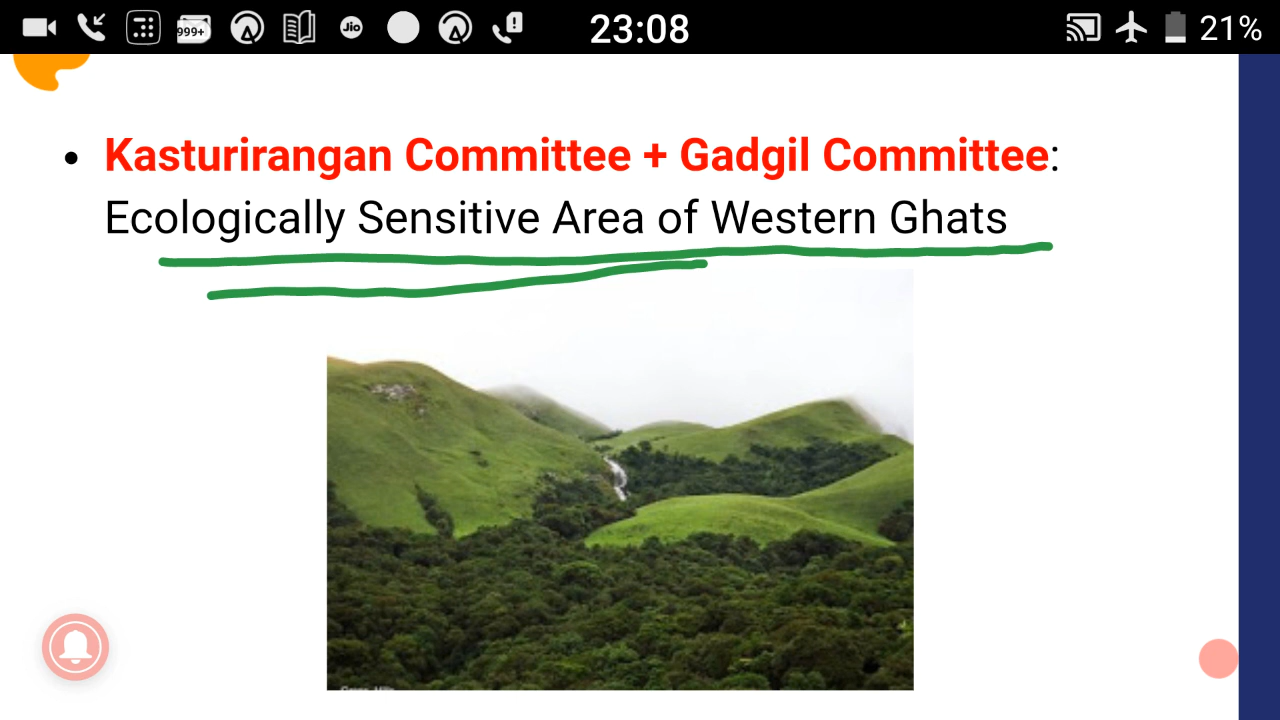 999+
Jio
23:08
21%
• Kasturirangan Committee + Gadgil Committee:
Ecologically Sensitive Area of Western Ghats